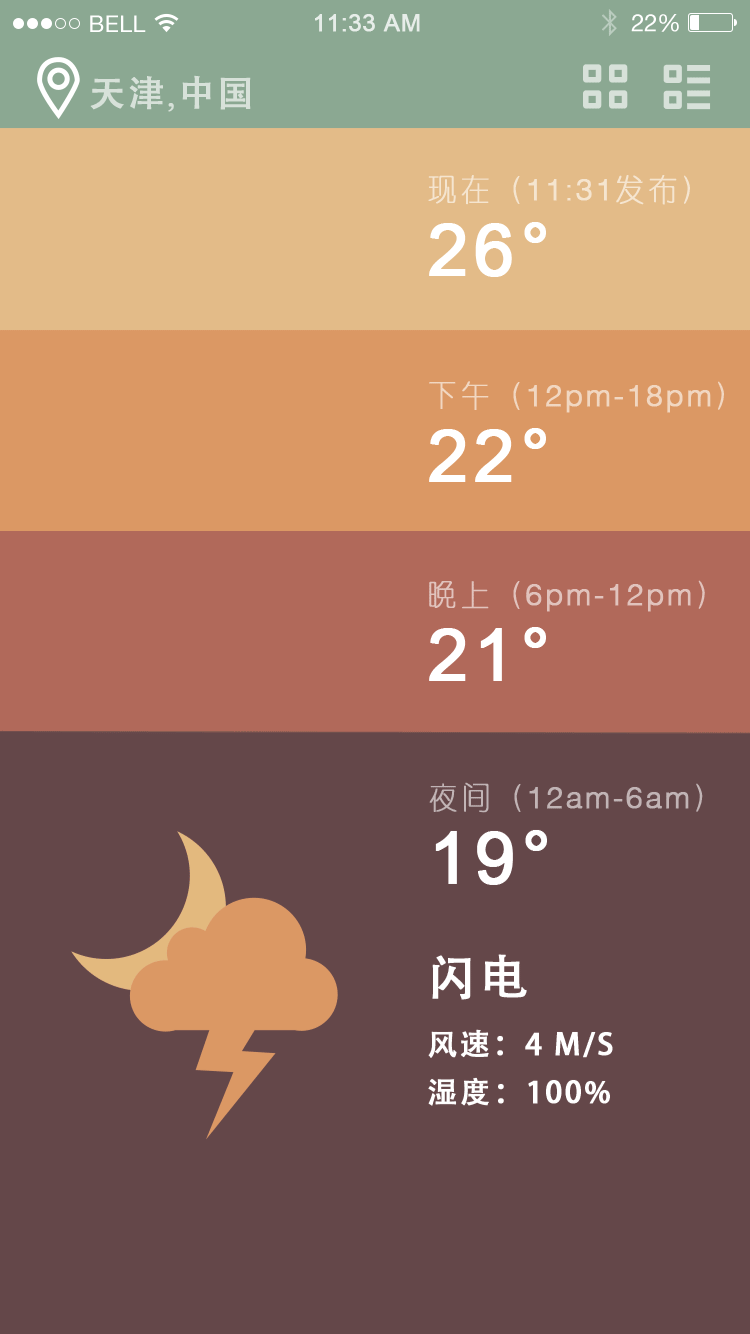 BELL 11:33 AM 22%
天津,中国
现在（11:31发布）
26°
下午（12pm-18pm）
22°
晚上（6pm-12pm）
21°
夜间（12am-6am）
19°
闪电
风速：4 M/S
湿度：100%